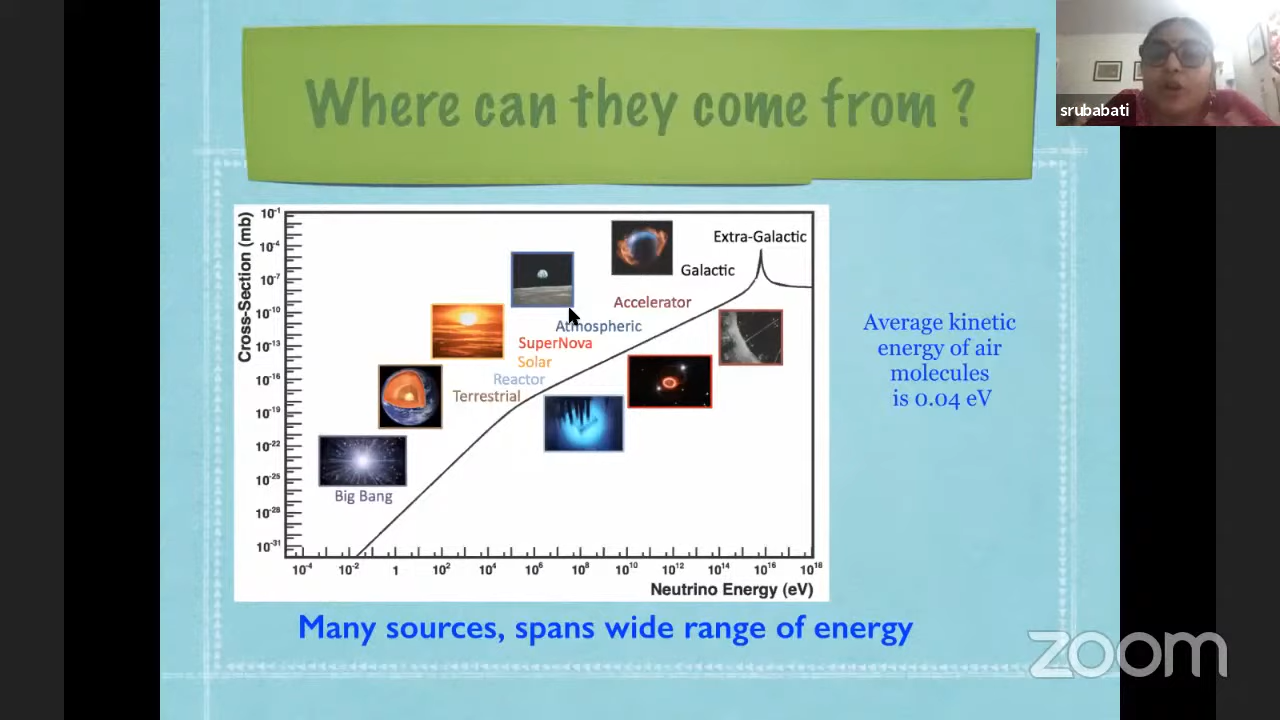 Where can they come from ?
srubabati
Cross-Section (mb)
10⁻¹
10⁻⁴
10⁻⁷
10⁻¹⁰
10⁻¹³
10⁻¹⁶
10⁻¹⁹
10⁻²²
10⁻²⁵
10⁻²⁸
10⁻³¹
Extra-Galactic
Galactic
Accelerator
Atmospheric
SuperNova
Solar
Reactor
Terrestrial
Big Bang
10⁻⁴ 10⁻² 1 10² 10⁴ 10⁶ 10⁸ 10¹⁰ 10¹² 10¹⁴ 10¹⁶ 10¹⁸
Neutrino Energy (eV)
Average kinetic
energy of air
molecules
is 0.04 eV
Many sources, spans wide range of energy
zoom